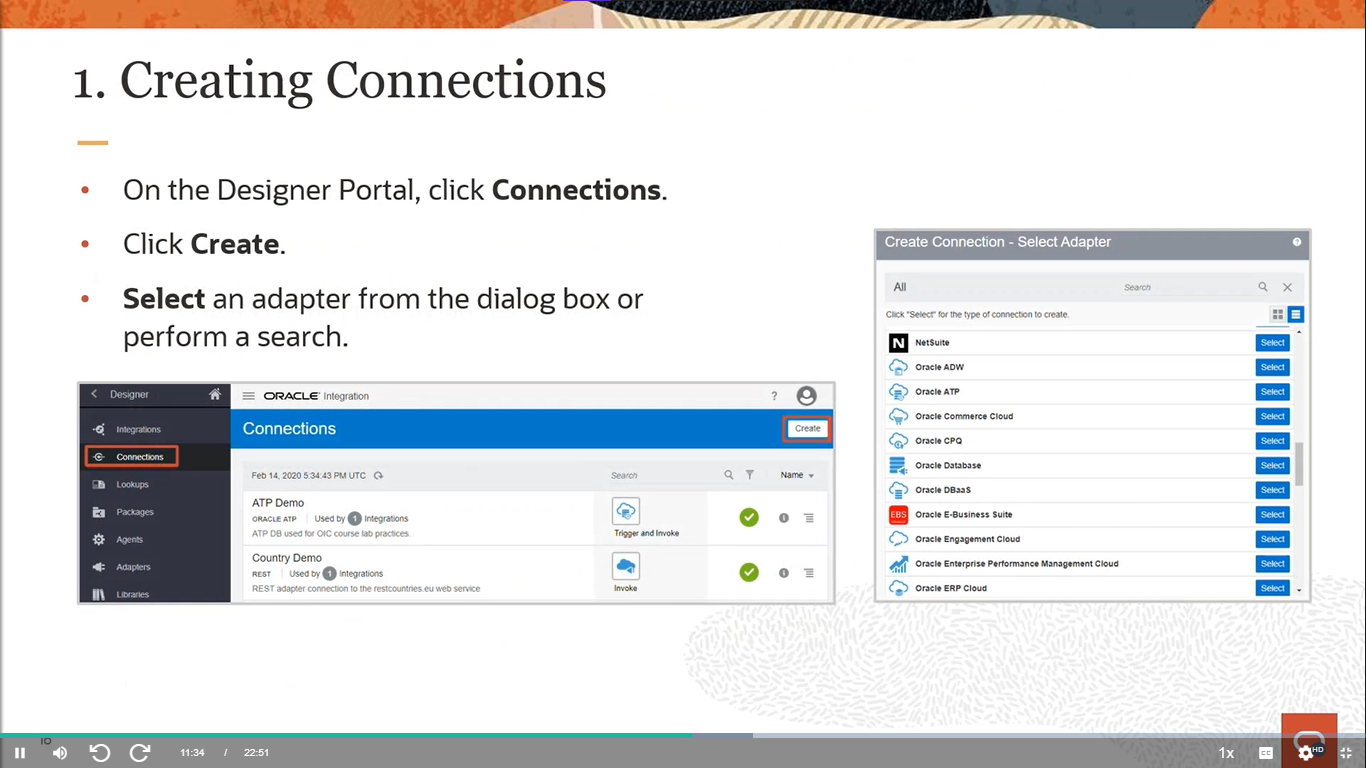 1. Creating Connections
• On the Designer Portal, click Connections.
• Click Create.
• Select an adapter from the dialog box or
perform a search.
Designer
Integrations
Connections
Lookups
Packages
Agents
Adapters
Libraries
ORACLE Integration
?
Connections
Create
Feb 14, 2020 5:34:43 PM UTC
Search
Name
ATP Demo
ORACLE ATP | Used by 1 Integrations
ATP DB used for OIC course lab practices.
Trigger and Invoke
Country Demo
REST | Used by 1 Integrations
REST adapter connection to the restcountries.eu web service
Invoke
Create Connection - Select Adapter
?
All
Search
Click "Select" for the type of connection to create.
N NetSuite Select
Oracle ADW Select
Oracle ATP Select
Oracle Commerce Cloud Select
Oracle CPQ Select
Oracle Database Select
Oracle DBaaS Select
EBS Oracle E-Business Suite Select
Oracle Engagement Cloud Select
Oracle Enterprise Performance Management Cloud Select
Oracle ERP Cloud Select
11:34 / 22:51
1x
CC
HD